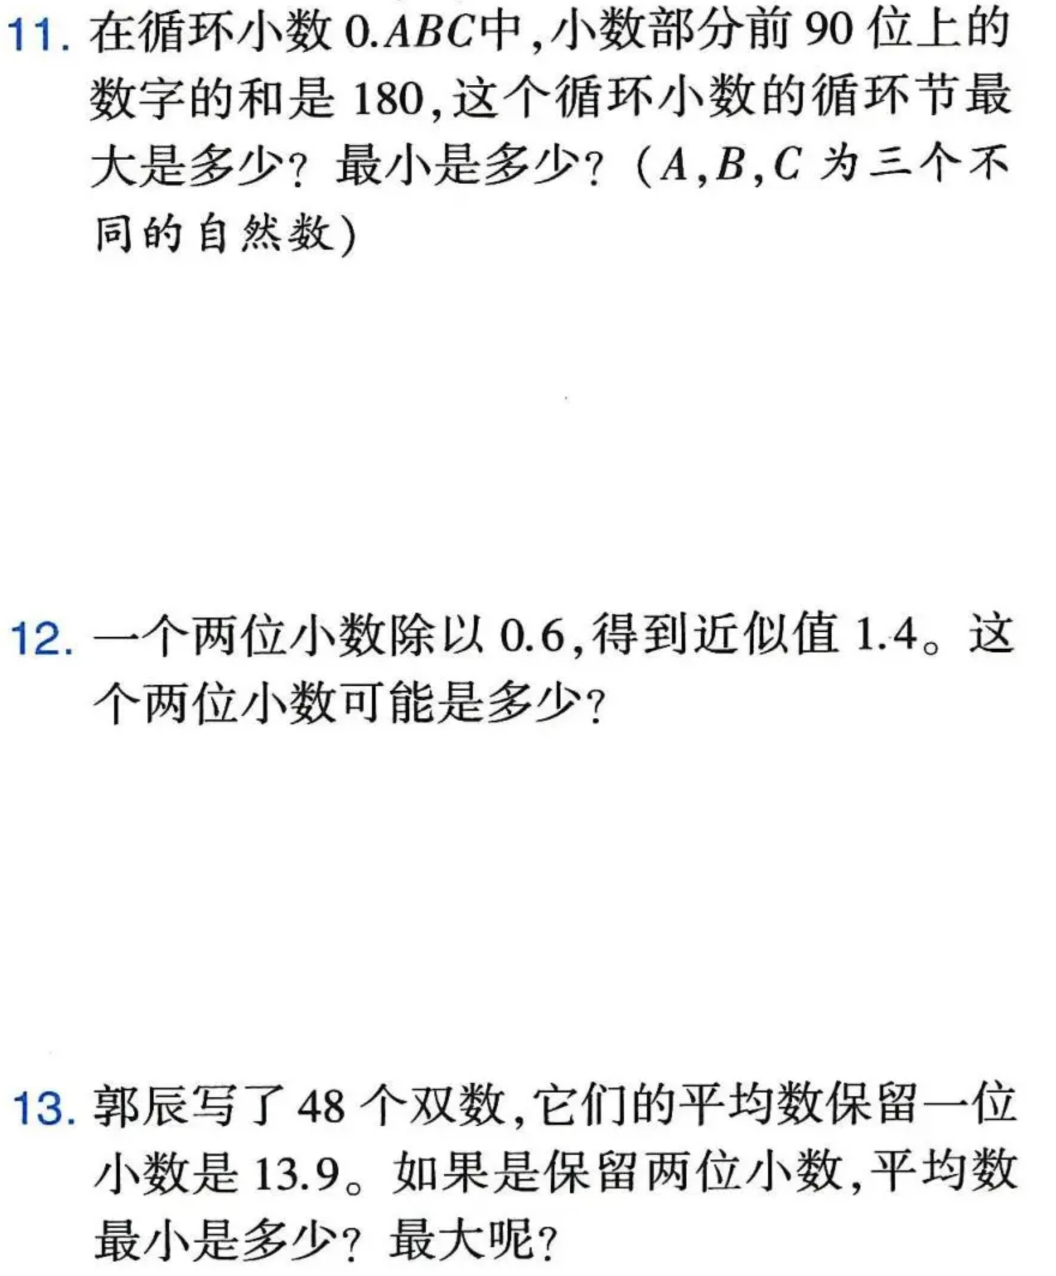 11. 在循环小数 0.ABC中,小数部分前 90 位上的
数字的和是 180,这个循环小数的循环节最
大是多少？最小是多少？(A,B,C 为三个不
同的自然数)
12. 一个两位小数除以 0.6,得到近似值 1.4。这
个两位小数可能是多少？
13. 郭辰写了 48 个双数,它们的平均数保留一位
小数是 13.9。如果是保留两位小数,平均数
最小是多少？最大呢？